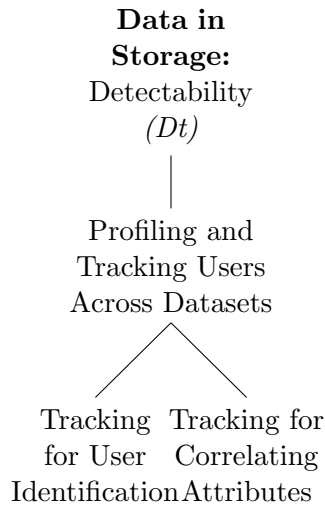 Data in
Storage:
Detectability
(Dt)
Profiling and
Tracking Users
Across Datasets
Tracking
for User
Identification
Tracking for
Correlating
Attributes